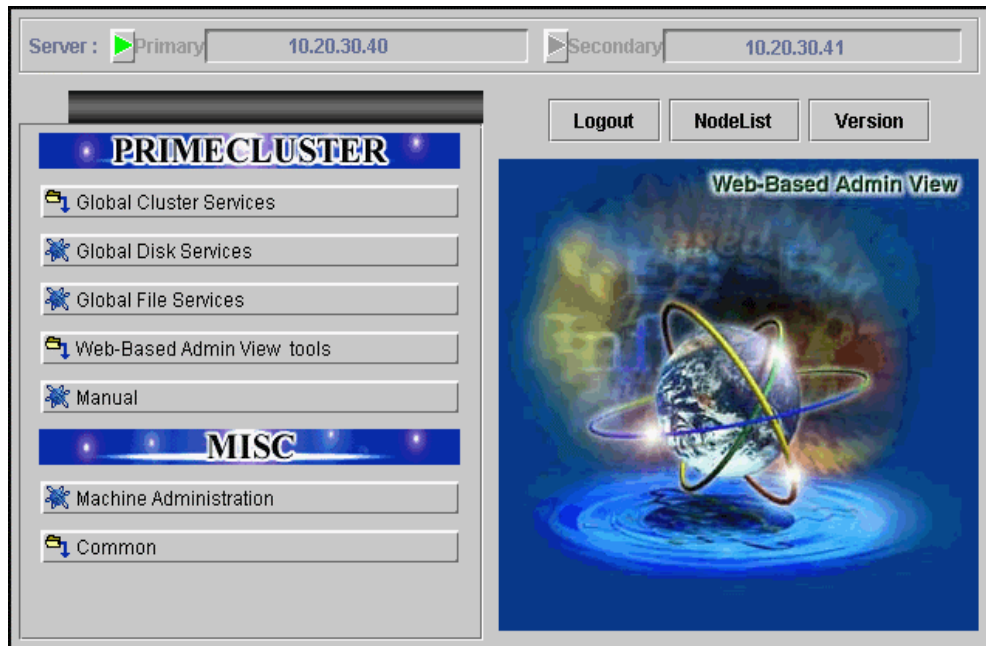 Server : Primary 10.20.30.40 Secondary 10.20.30.41
Logout NodeList Version
PRIMECLUSTER
Global Cluster Services
Global Disk Services
Global File Services
Web-Based Admin View tools
Manual
MISC
Machine Administration
Common
Web-Based Admin View